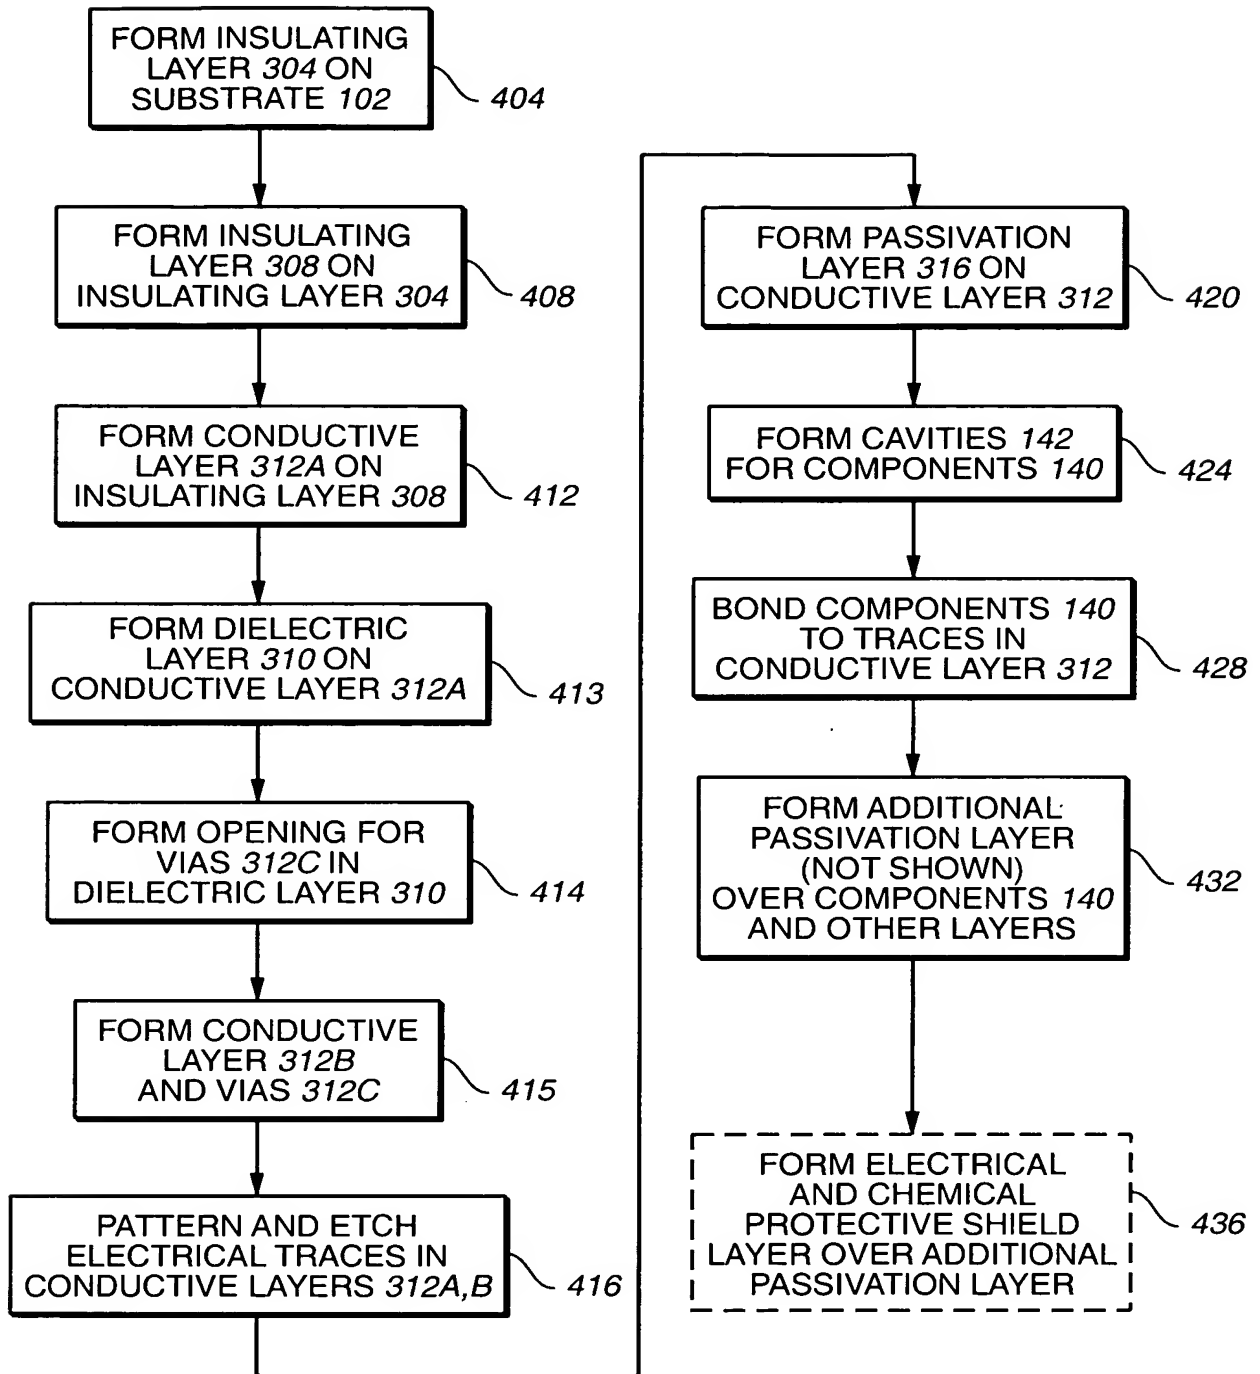 FORM INSULATING
LAYER 304 ON
SUBSTRATE 102
404
FORM INSULATING
LAYER 308 ON
INSULATING LAYER 304
408
FORM CONDUCTIVE
LAYER 312A ON
INSULATING LAYER 308
412
FORM DIELECTRIC
LAYER 310 ON
CONDUCTIVE LAYER 312A
413
FORM OPENING FOR
VIAS 312C IN
DIELECTRIC LAYER 310
414
FORM CONDUCTIVE
LAYER 312B
AND VIAS 312C
415
PATTERN AND ETCH
ELECTRICAL TRACES IN
CONDUCTIVE LAYERS 312A,B
416
FORM PASSIVATION
LAYER 316 ON
CONDUCTIVE LAYER 312
420
FORM CAVITIES 142
FOR COMPONENTS 140
424
BOND COMPONENTS 140
TO TRACES IN
CONDUCTIVE LAYER 312
428
FORM ADDITIONAL
PASSIVATION LAYER
(NOT SHOWN)
OVER COMPONENTS 140
AND OTHER LAYERS
432
FORM ELECTRICAL
AND CHEMICAL
PROTECTIVE SHIELD
LAYER OVER ADDITIONAL
PASSIVATION LAYER
436